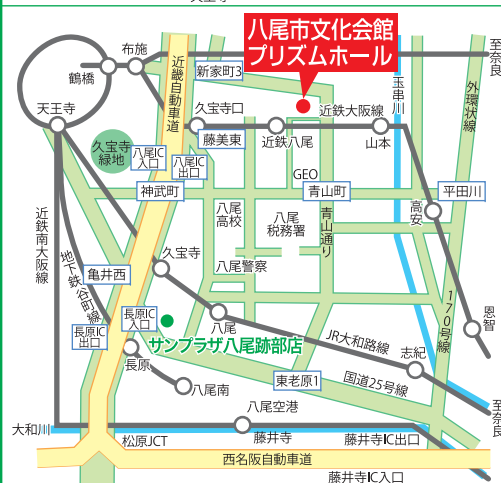 八尾市文化会館
プリズムホール
至奈良
布施
鶴橋
近畿自動車道
新家町3
玉串川
外環状線
天王寺
久宝寺口
近鉄大阪線
藤美東
近鉄八尾
山本
久宝寺
緑地
八尾IC
入口
八尾IC
出口
GEO
神武町
青山町
平田川
高安
八尾
高校
八尾
税務署
青山通り
近鉄南大阪線
地下鉄谷町線
久宝寺
八尾警察
亀井西
170号線
恩智
長原IC
入口
八尾
長原IC
出口
サンプラザ八尾跡部店
JR大和路線
志紀
長原
東老原1
国道25号線
八尾南
至奈良
八尾空港
大和川
松原JCT
藤井寺
藤井寺IC出口
西名阪自動車道
藤井寺IC入口